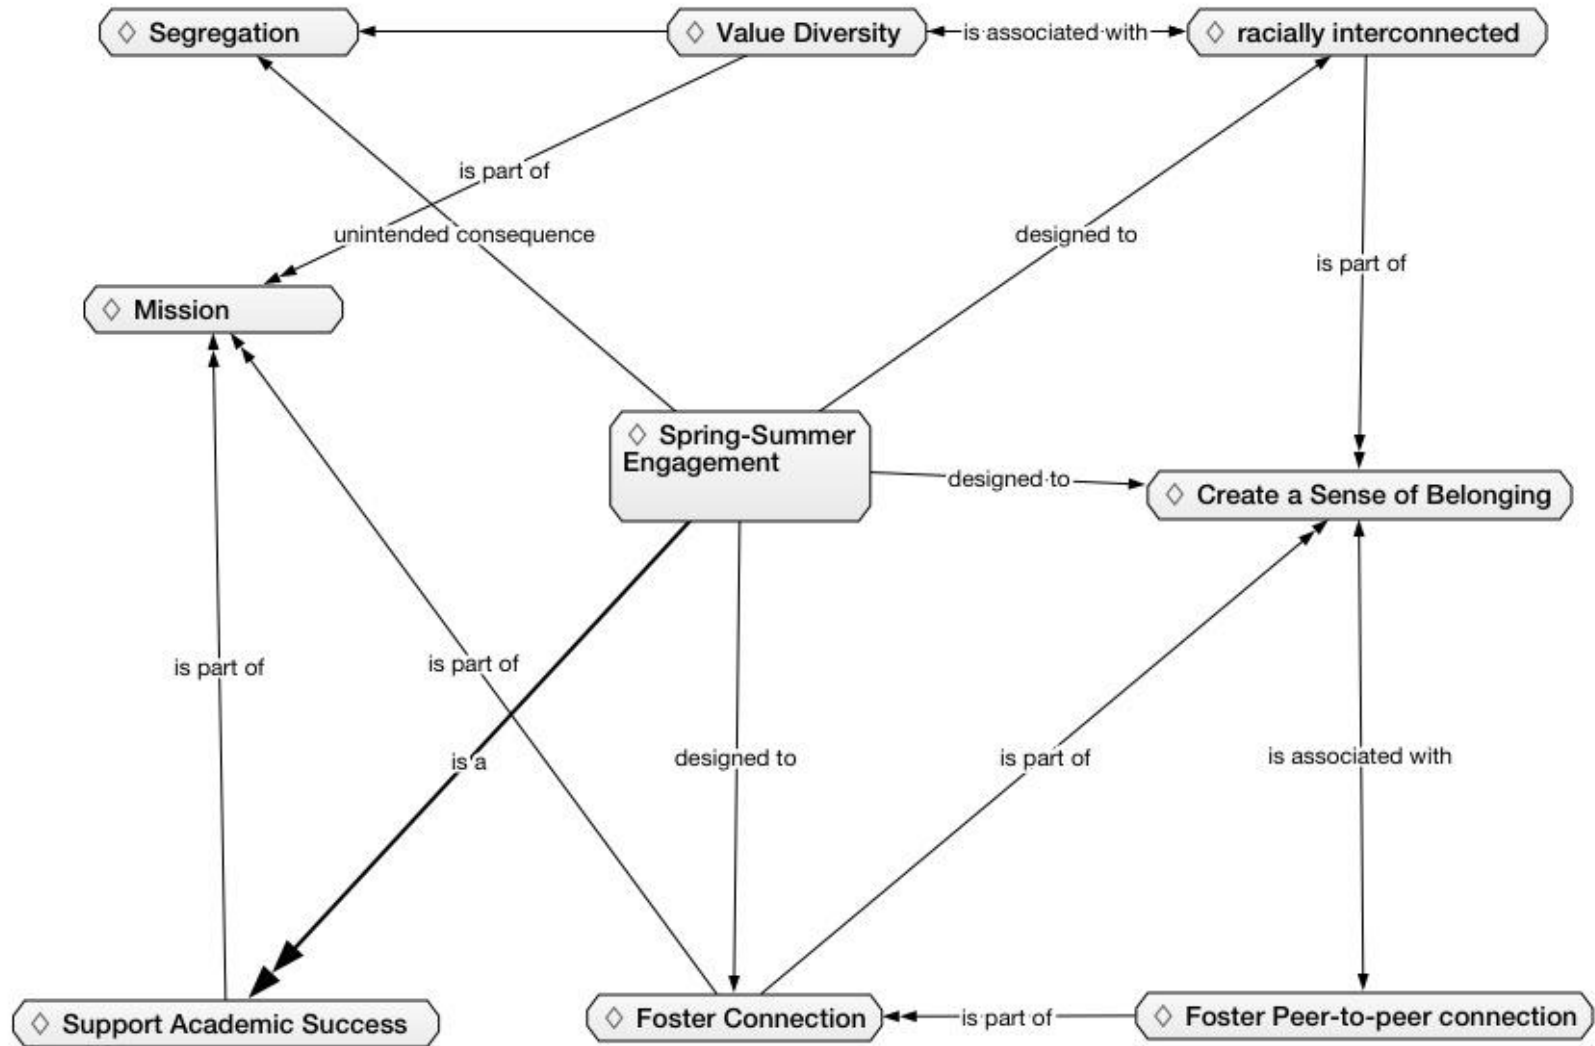 ◇ Segregation
◇ Value Diversity
is associated with
◇ racially interconnected
is part of
unintended consequence
designed to
is part of
◇ Mission
◇ Spring-Summer
Engagement
designed to
◇ Create a Sense of Belonging
is part of
is part of
is a
designed to
is part of
is associated with
◇ Support Academic Success
◇ Foster Connection
is part of
◇ Foster Peer-to-peer connection